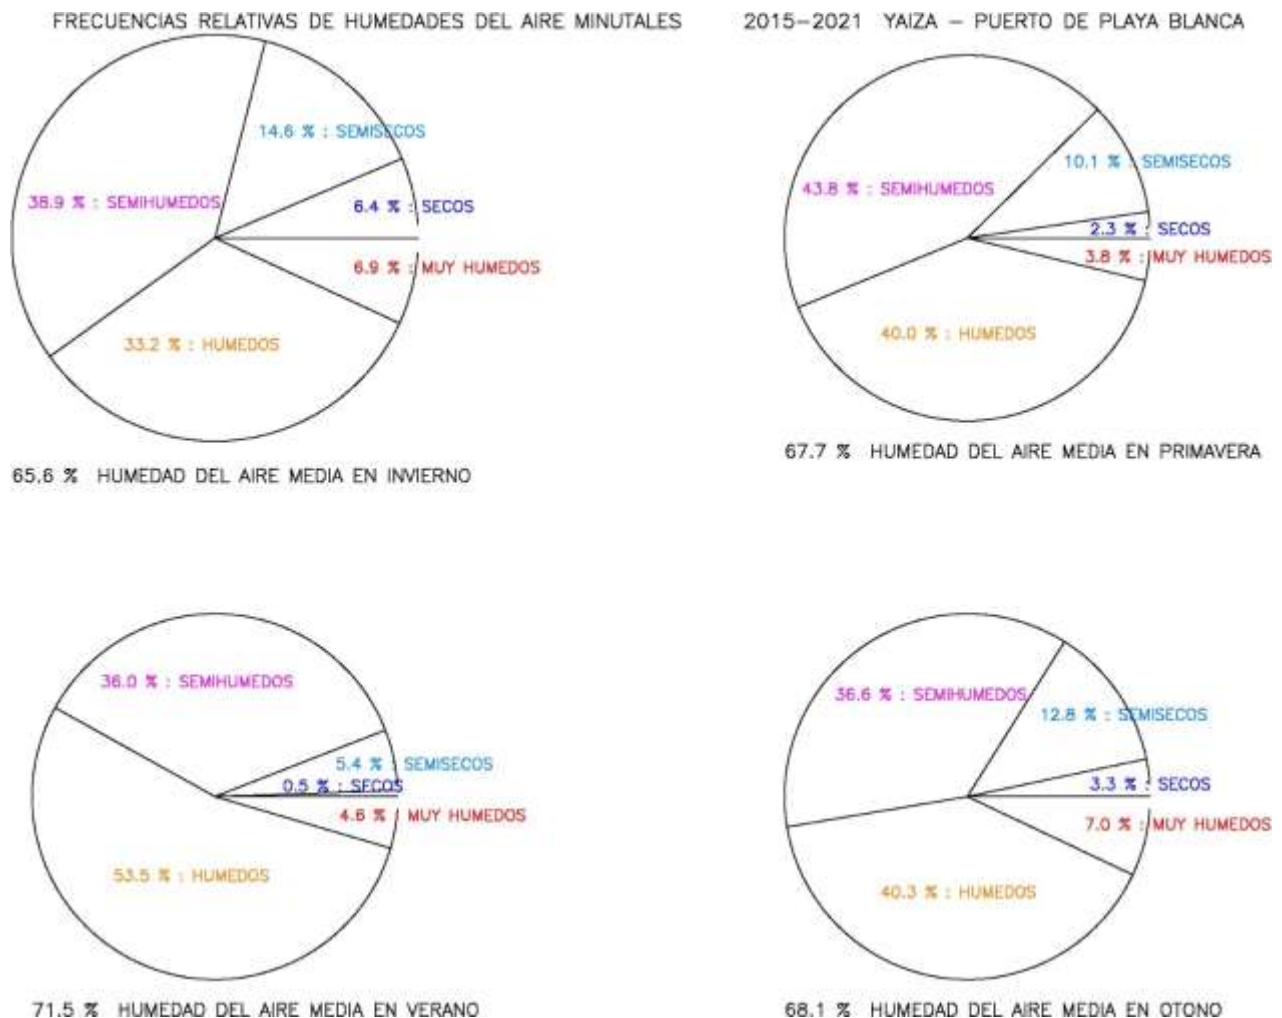 FRECUENCIAS RELATIVAS DE HUMEDADES DEL AIRE MINUTALES
2015-2021 YAIZA - PUERTO DE PLAYA BLANCA
14.6 % : SEMISECOS
38.9 % : SEMIHUMEDOS
6.4 % : SECOS
6.9 % : MUY HUMEDOS
33.2 % : HUMEDOS
65.6 % HUMEDAD DEL AIRE MEDIA EN INVIERNO
10.1 % : SEMISECOS
43.8 % : SEMIHUMEDOS
2.3 % : SECOS
3.8 % : MUY HUMEDOS
40.0 % : HUMEDOS
67.7 % HUMEDAD DEL AIRE MEDIA EN PRIMAVERA
36.0 % : SEMIHUMEDOS
5.4 % : SEMISECOS
0.5 % : SECOS
4.6 % : MUY HUMEDOS
53.5 % : HUMEDOS
71.5 % HUMEDAD DEL AIRE MEDIA EN VERANO
36.6 % : SEMIHUMEDOS
12.8 % : SEMISECOS
3.3 % : SECOS
7.0 % : MUY HUMEDOS
40.3 % : HUMEDOS
68.1 % HUMEDAD DEL AIRE MEDIA EN OTONO